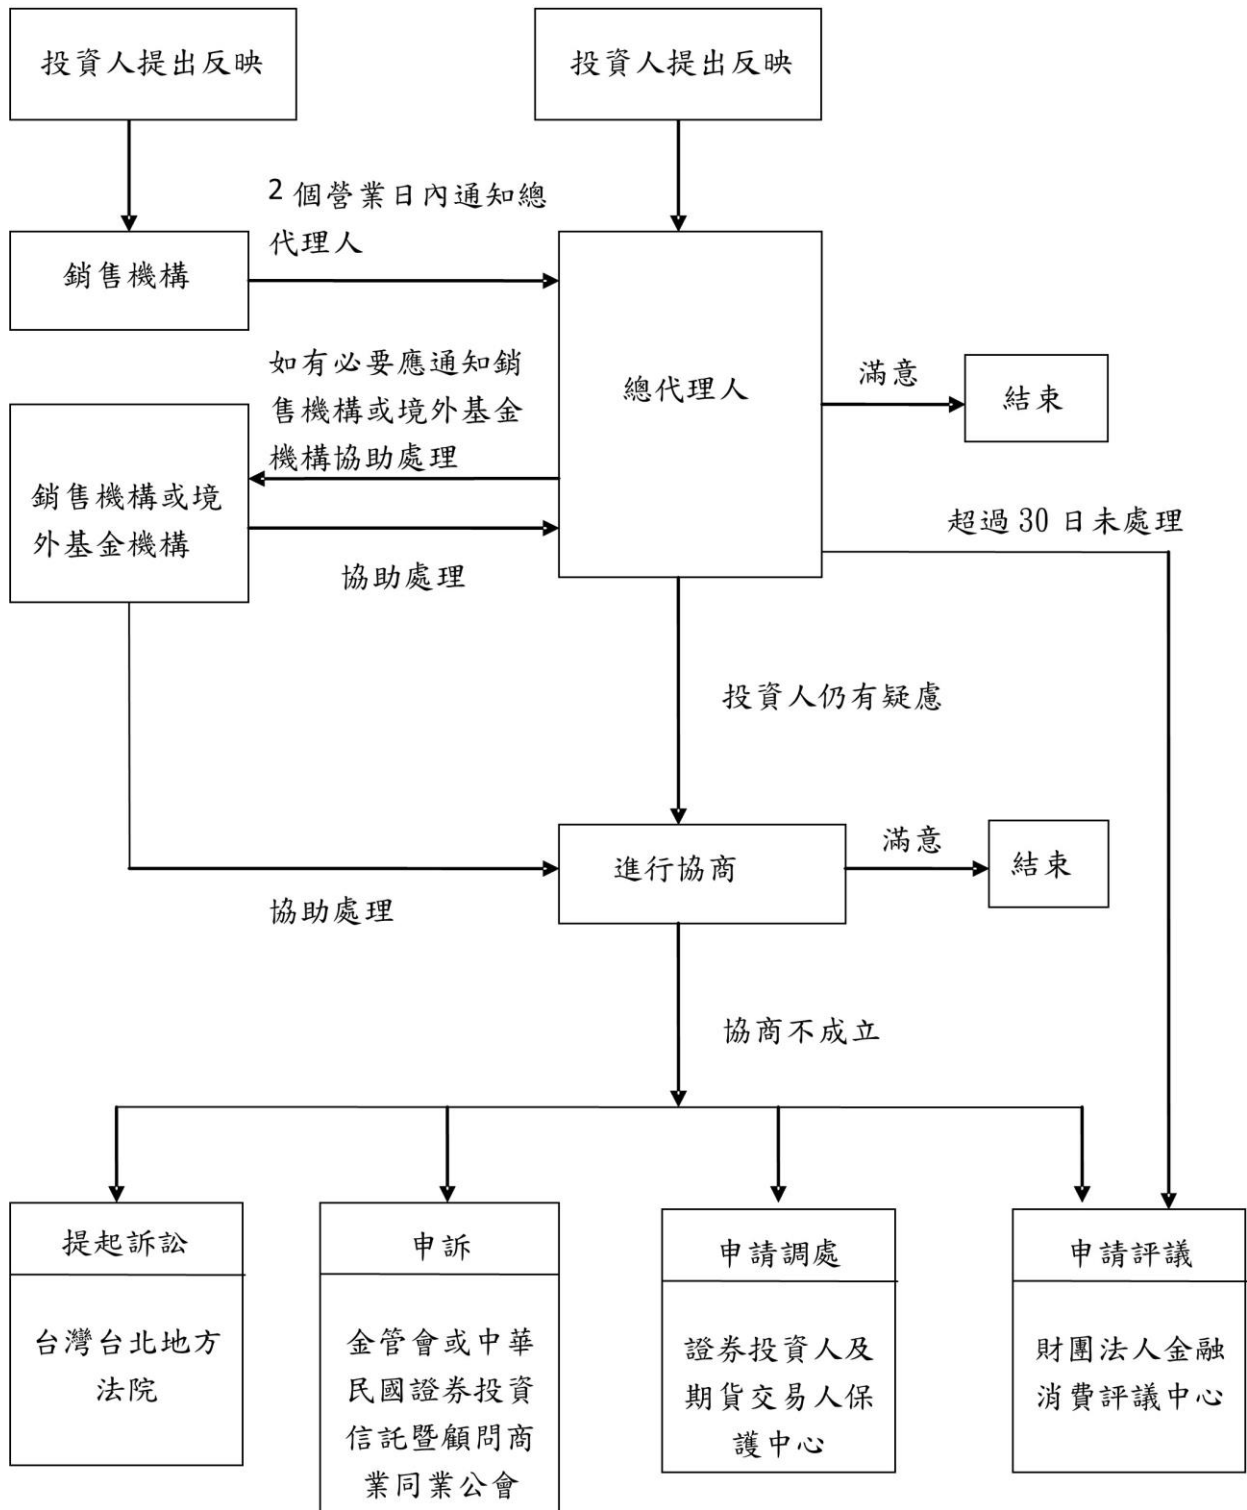 投資人提出反映
投資人提出反映
2 個營業日內通知總
代理人
銷售機構
如有必要應通知銷
售機構或境外基金
機構協助處理
總代理人
滿意
結束
銷售機構或境
外基金機構
協助處理
超過 30 日未處理
投資人仍有疑慮
進行協商
滿意
結束
協助處理
協商不成立
提起訴訟
台灣台北地方
法院
申訴
金管會或中華
民國證券投資
信託暨顧問商
業同業公會
申請調處
證券投資人及
期貨交易人保
護中心
申請評議
財團法人金融
消費評議中心